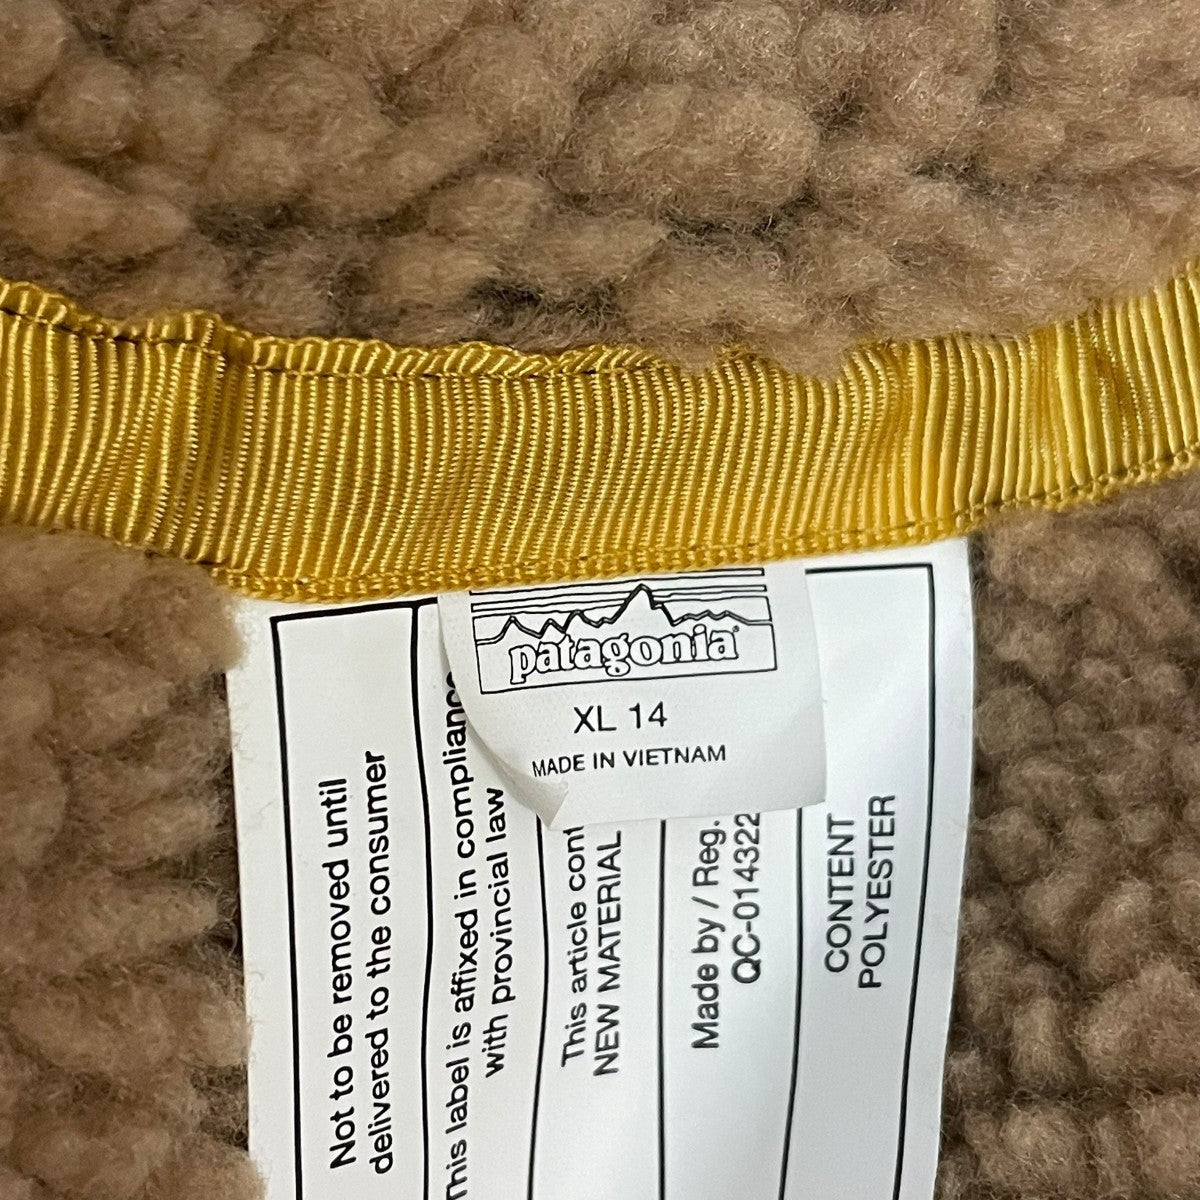 patagonia®
XL 14
MADE IN VIETNAM
Not to be removed until
delivered to the consumer
This label is affixed in compliance
with provincial law
This article
NEW MATERIAL
Made by / Reg.
QC-014322
CONTENT
POLYESTER